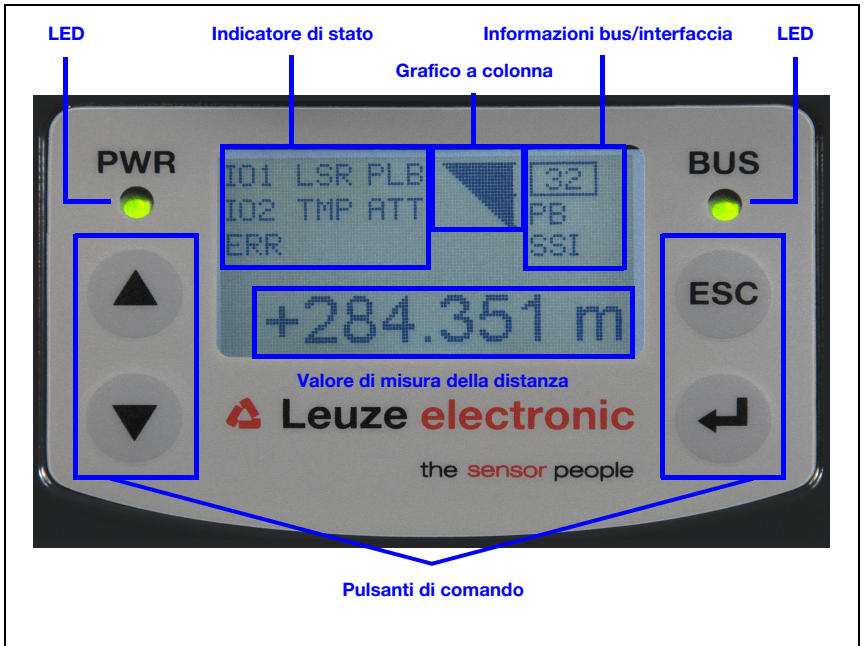 LED
Indicatore di stato
Informazioni bus/interfaccia
LED
Grafico a colonna
PWR
BUS
IO1 LSR PLB
IO2 TMP ATT
ERR
32
PB
SSI
+284.351 m
ESC
Valore di misura della distanza
Leuze electronic
the sensor people
Pulsanti di comando